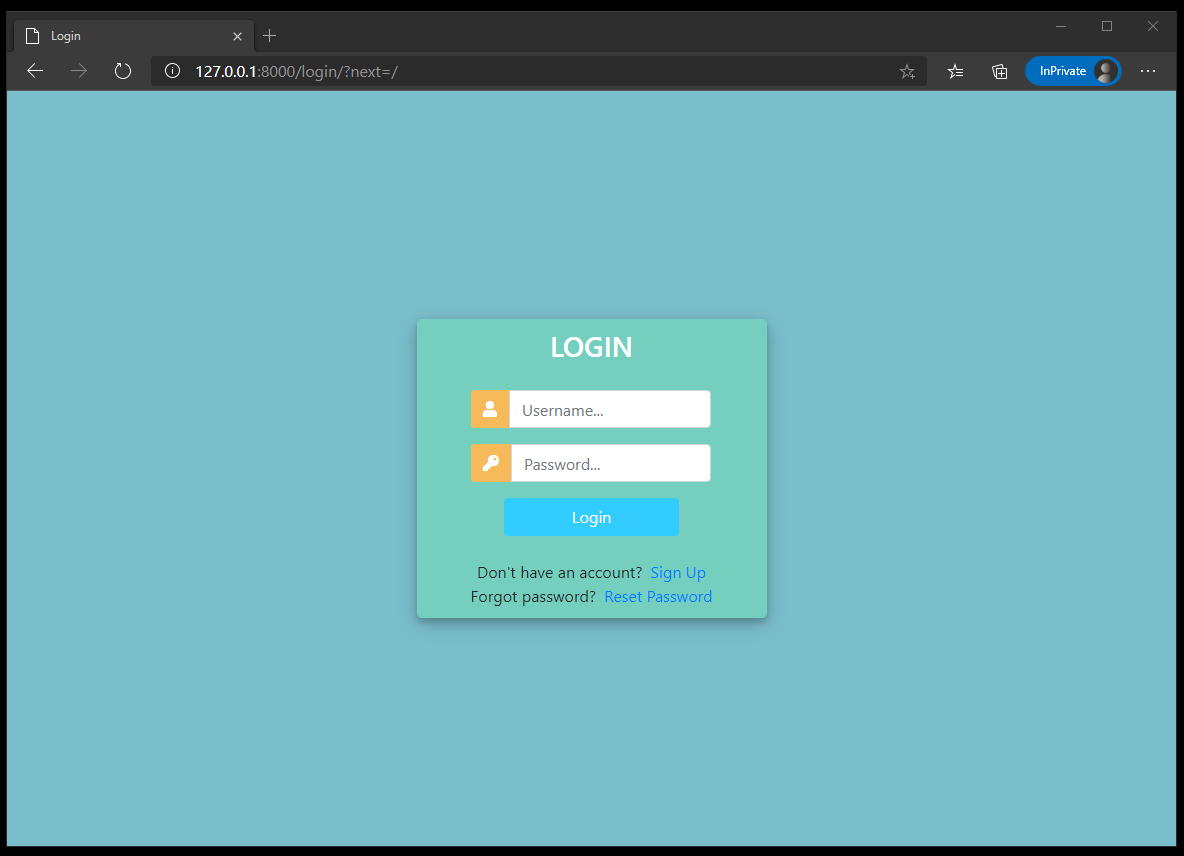 Login
127.0.0.1:8000/login/?next=/
InPrivate
LOGIN
Username...
Password...
Login
Don't have an account? Sign Up
Forgot password? Reset Password